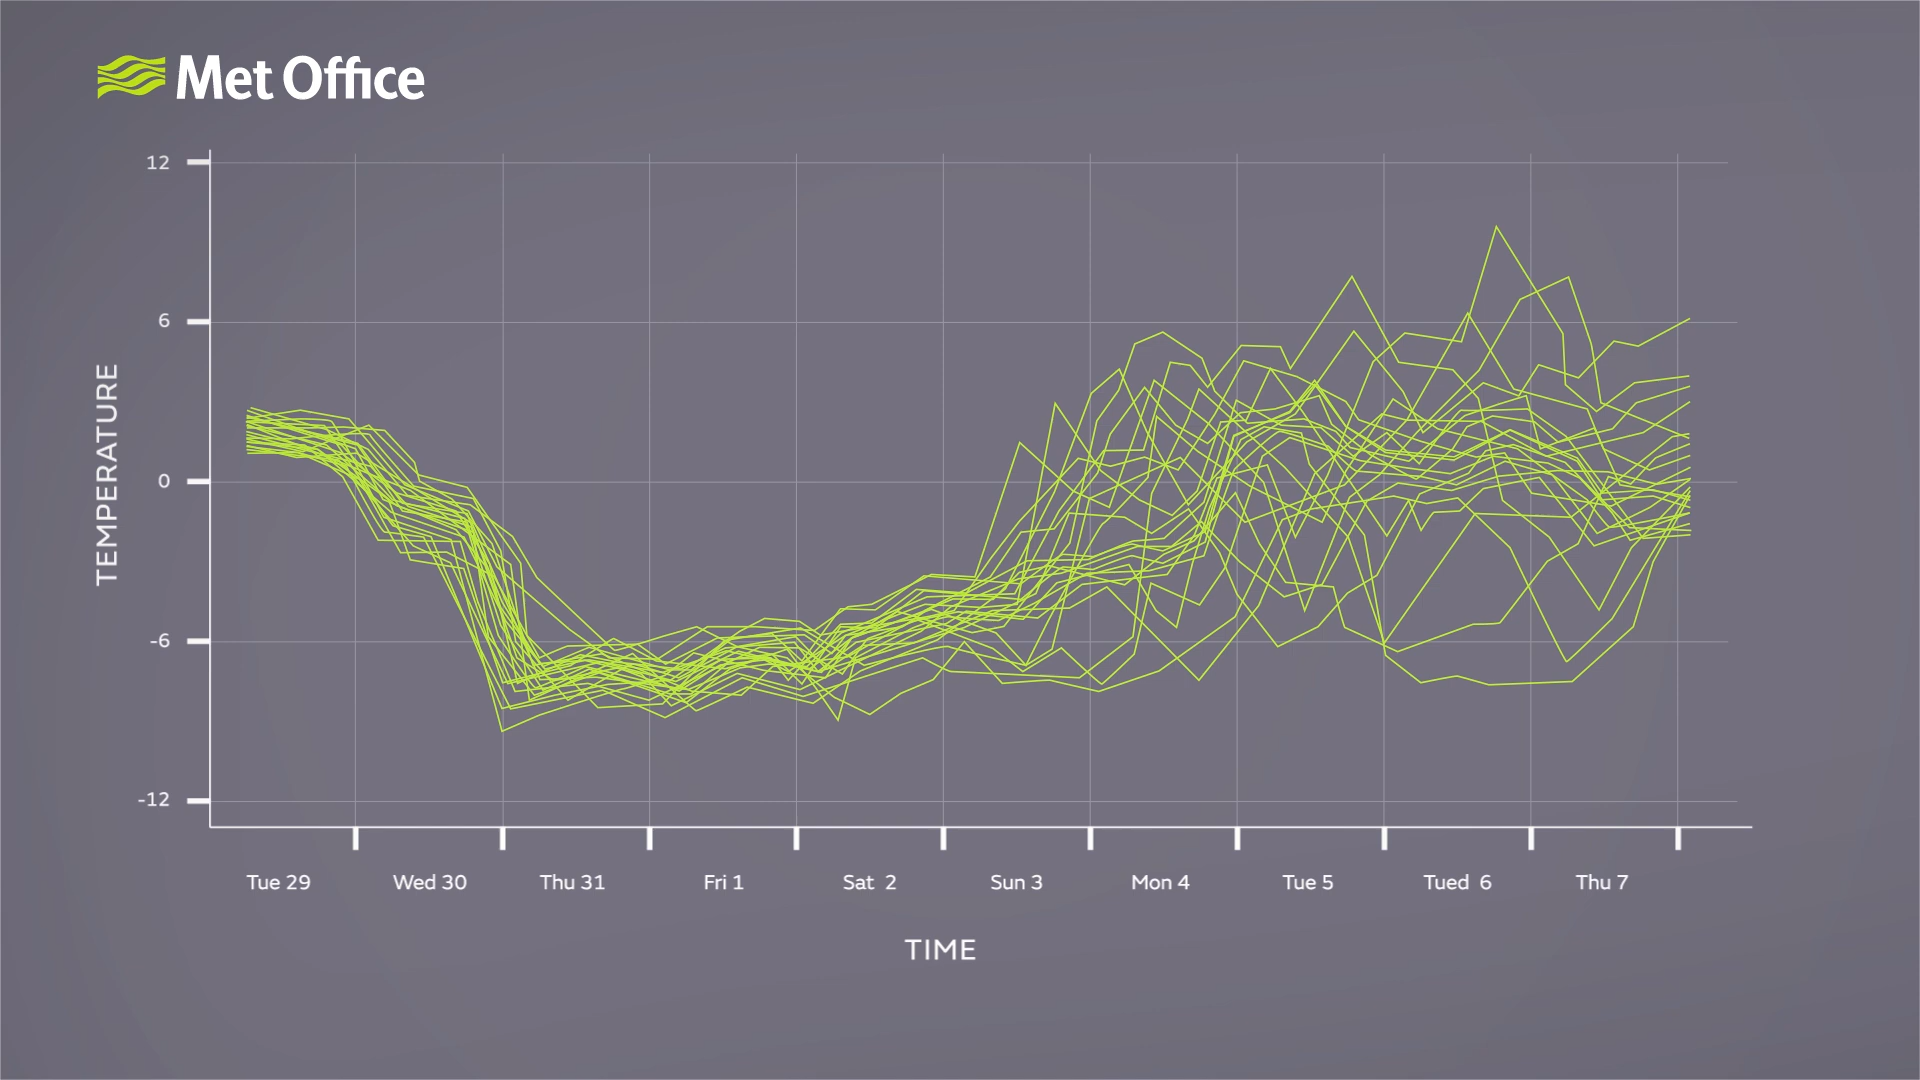 Met Office
12
6
0
-6
-12
TEMPERATURE
Tue 29 Wed 30 Thu 31 Fri 1 Sat 2 Sun 3 Mon 4 Tue 5 Tued 6 Thu 7
TIME